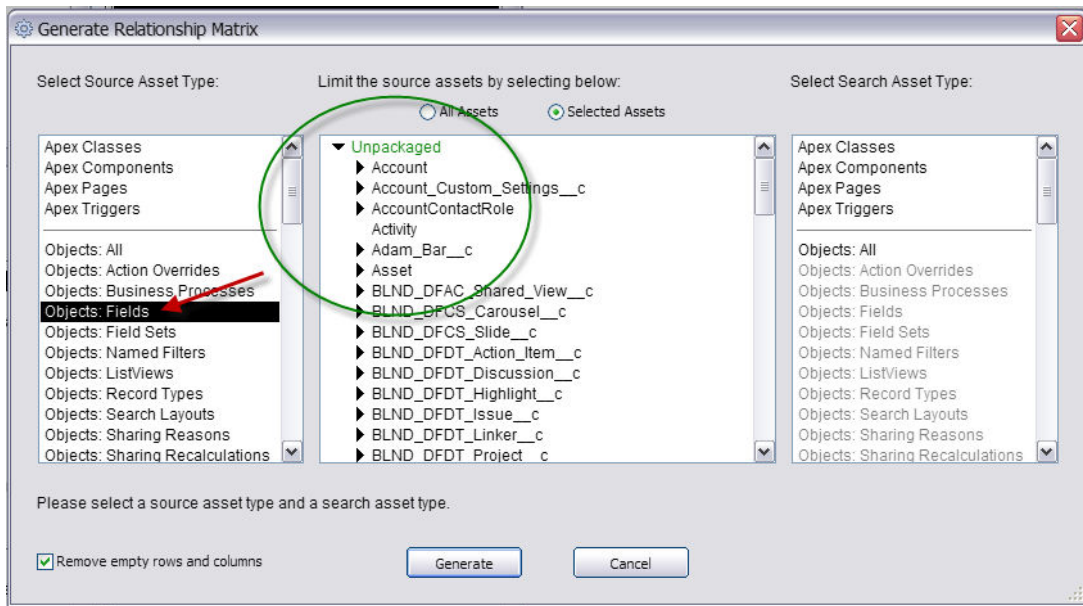 Generate Relationship Matrix
Select Source Asset Type:
Limit the source assets by selecting below:
Select Search Asset Type:
All Assets
Selected Assets
Apex Classes
Apex Components
Apex Pages
Apex Triggers
Objects: All
Objects: Action Overrides
Objects: Business Processes
Objects: Fields
Objects: Field Sets
Objects: Named Filters
Objects: ListViews
Objects: Record Types
Objects: Search Layouts
Objects: Sharing Reasons
Objects: Sharing Recalculations
Unpackaged
Account
Account_Custom_Settings__c
AccountContactRole
Activity
Adam_Bar__c
Asset
BLND_DFAC_Shared_View__c
BLND_DFCS_Carousel__c
BLND_DFCS_Slide__c
BLND_DFDT_Action_Item__c
BLND_DFDT_Discussion__c
BLND_DFDT_Highlight__c
BLND_DFDT_Issue__c
BLND_DFDT_Linker__c
BLND_DFDT_Project__c
Apex Classes
Apex Components
Apex Pages
Apex Triggers
Objects: All
Objects: Action Overrides
Objects: Business Processes
Objects: Fields
Objects: Field Sets
Objects: Named Filters
Objects: ListViews
Objects: Record Types
Objects: Search Layouts
Objects: Sharing Reasons
Objects: Sharing Recalculations
Please select a source asset type and a search asset type.
Remove empty rows and columns
Generate
Cancel